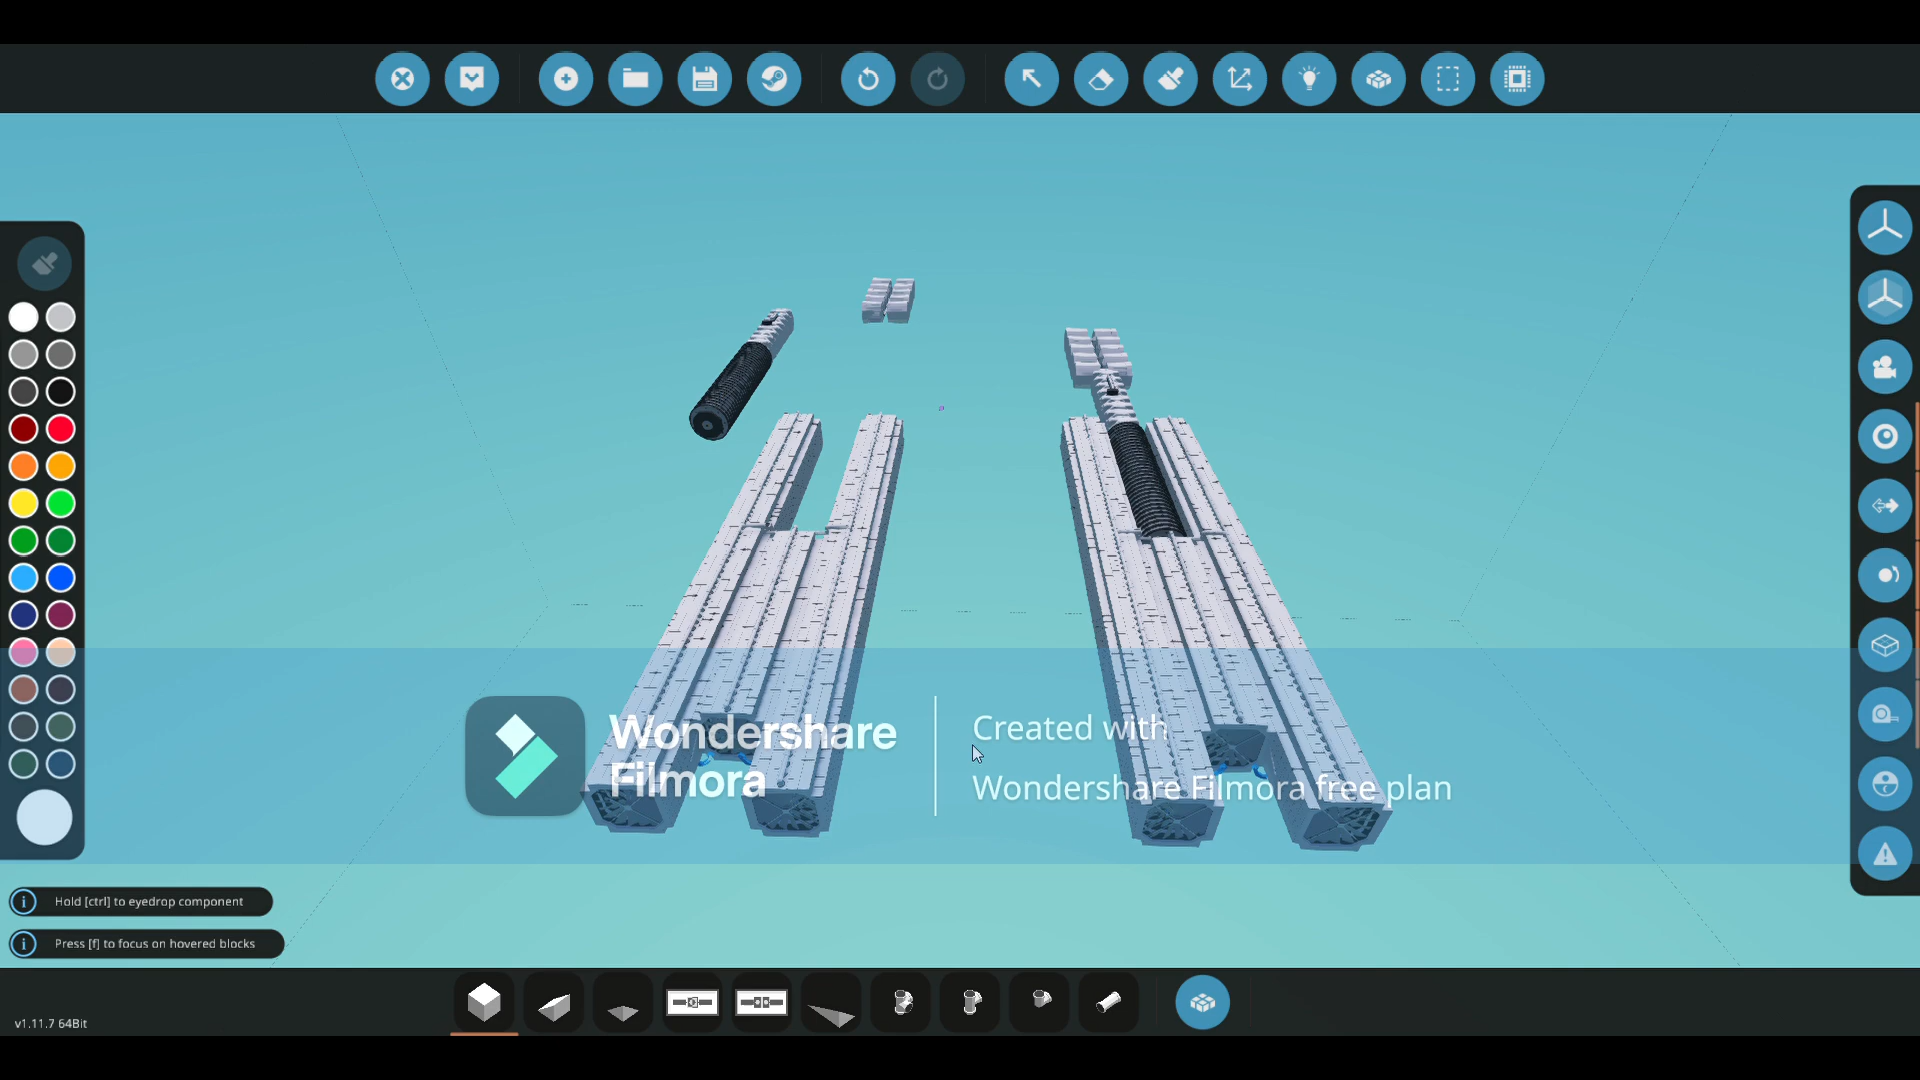 Wondershare
Filmora
Created with
Wondershare Filmora free plan
Hold [ctrl] to eyedrop component
Press [f] to focus on hovered blocks
v1.11.7 64Bit